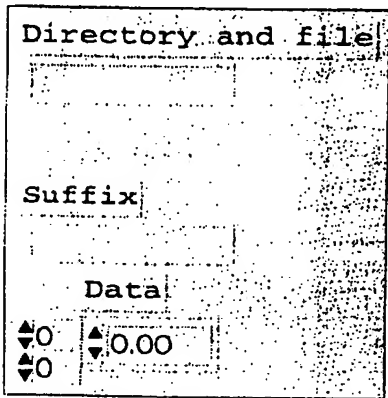 Directory and file
Suffix
Data
0 0.00
0